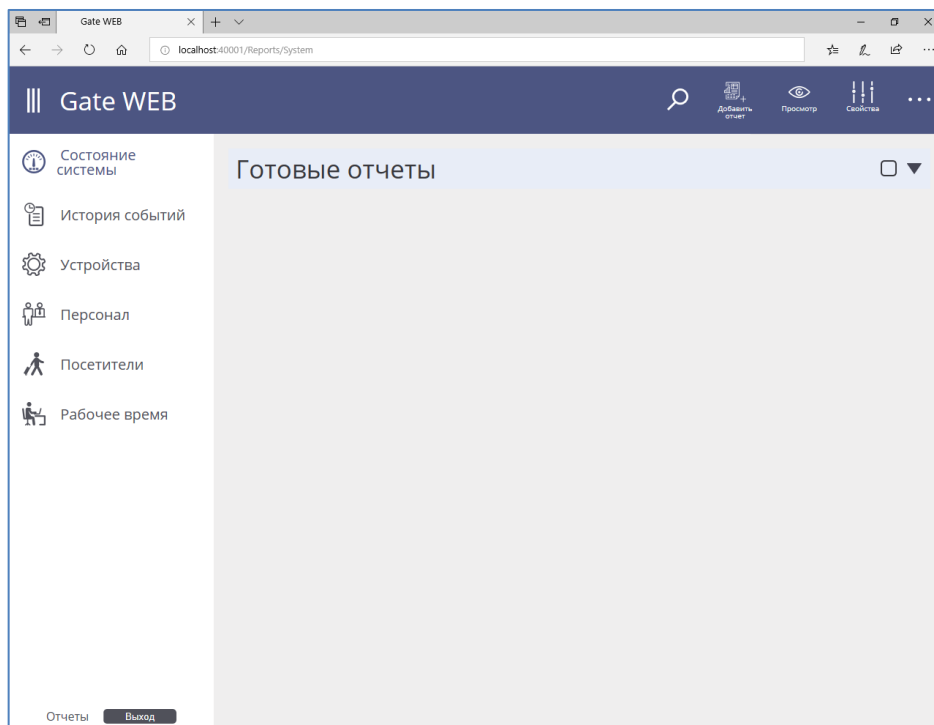 Gate WEB
localhost:40001/Reports/System
Gate WEB
Добавить
отчет
Просмотр
Свойства
Состояние
системы
История событий
Устройства
Персонал
Посетители
Рабочее время
Готовые отчеты
Отчеты
Выход